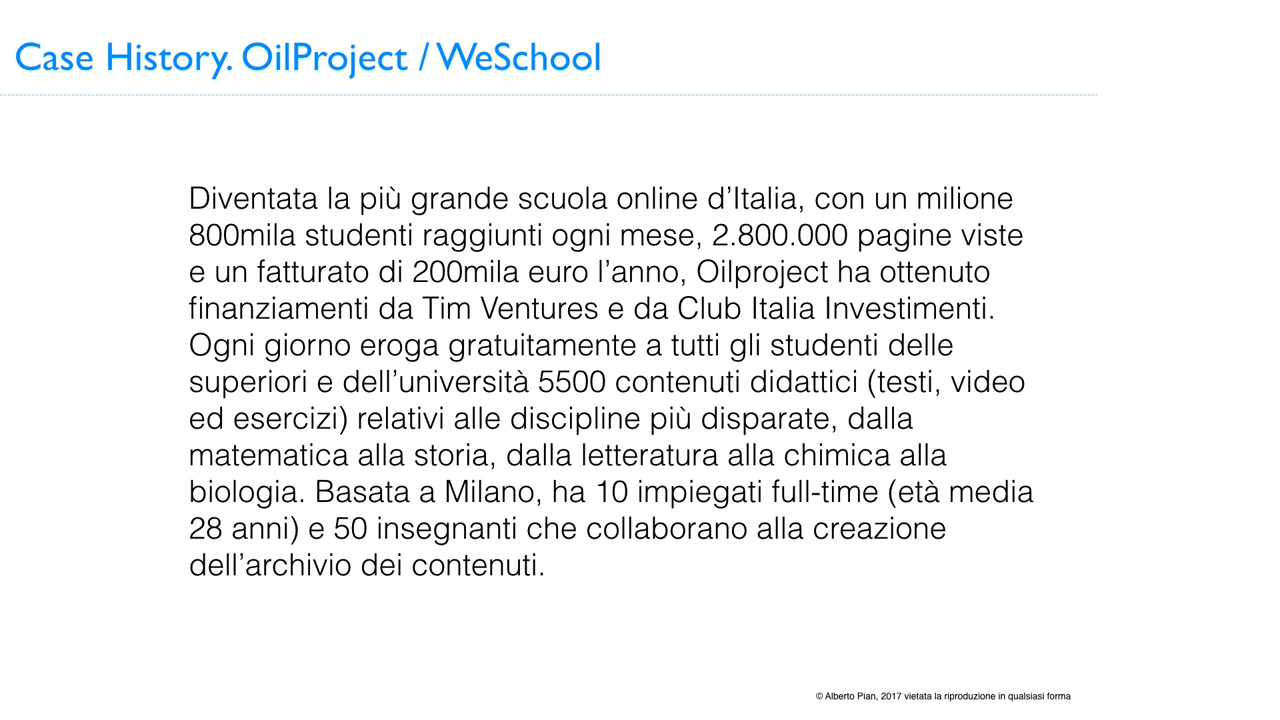 Case History. OilProject / WeSchool
Diventata la più grande scuola online d’Italia, con un milione
800mila studenti raggiunti ogni mese, 2.800.000 pagine viste
e un fatturato di 200mila euro l’anno, Oilproject ha ottenuto
finanziamenti da Tim Ventures e da Club Italia Investimenti.
Ogni giorno eroga gratuitamente a tutti gli studenti delle
superiori e dell’università 5500 contenuti didattici (testi, video
ed esercizi) relativi alle discipline più disparate, dalla
matematica alla storia, dalla letteratura alla chimica alla
biologia. Basata a Milano, ha 10 impiegati full-time (età media
28 anni) e 50 insegnanti che collaborano alla creazione
dell’archivio dei contenuti.
© Alberto Pian, 2017 vietata la riproduzione in qualsiasi forma